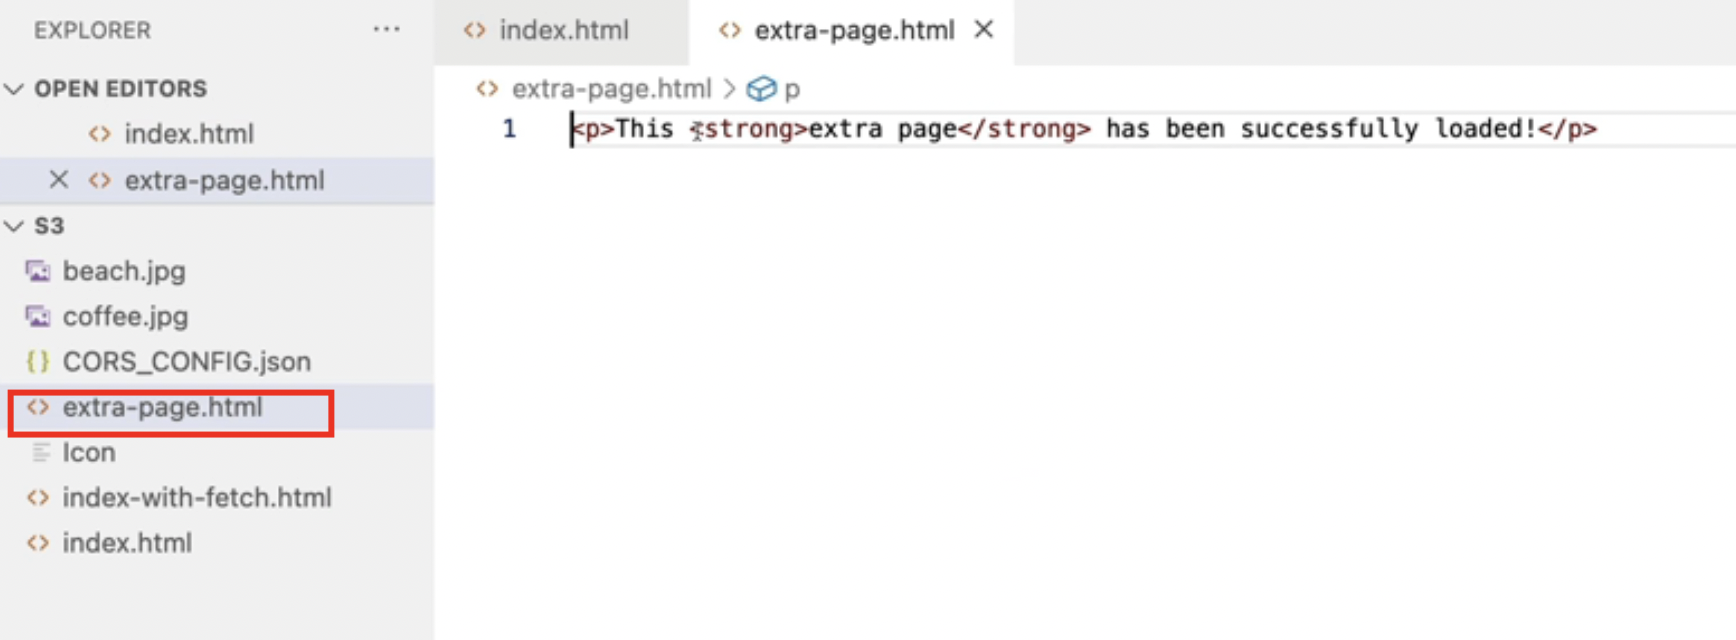 EXPLORER ...
OPEN EDITORS
index.html
extra-page.html
S3
beach.jpg
coffee.jpg
{} CORS_CONFIG.json
<> extra-page.html
Icon
<> index-with-fetch.html
<> index.html
<> index.html
<> extra-page.html
<> extra-page.html > p
1 <p>This <strong>extra page</strong> has been successfully loaded!</p>